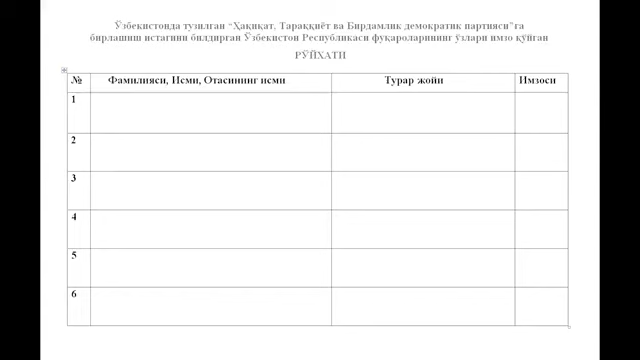 Ўзбекистонда тузилган “Ҳақиқат, Тараққиёт ва Бирдамлик демократик партияси”га
бирлашиш истагини билдирган Ўзбекистон Республикаси фуқароларининг ўзлари имзо қўйган
РЎЙХАТИ
№ Фамилияси, Исми, Отасининг исми Турар жойи Имзоси
1
2
3
4
5
6